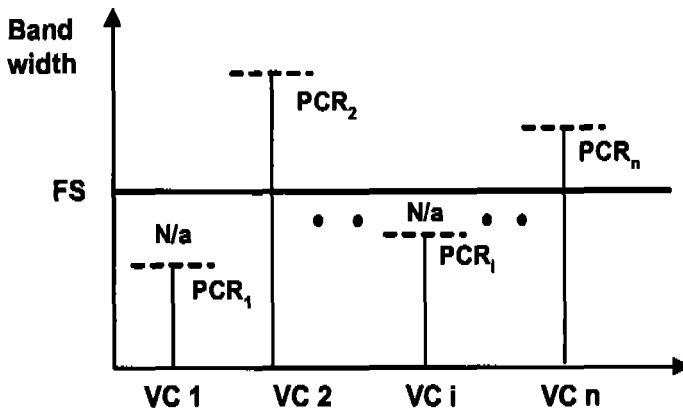 Band
width
PCR₂
PCRₙ
FS
N/a
N/a
PCRᵢ
PCR₁
VC 1 VC 2 VC i VC n